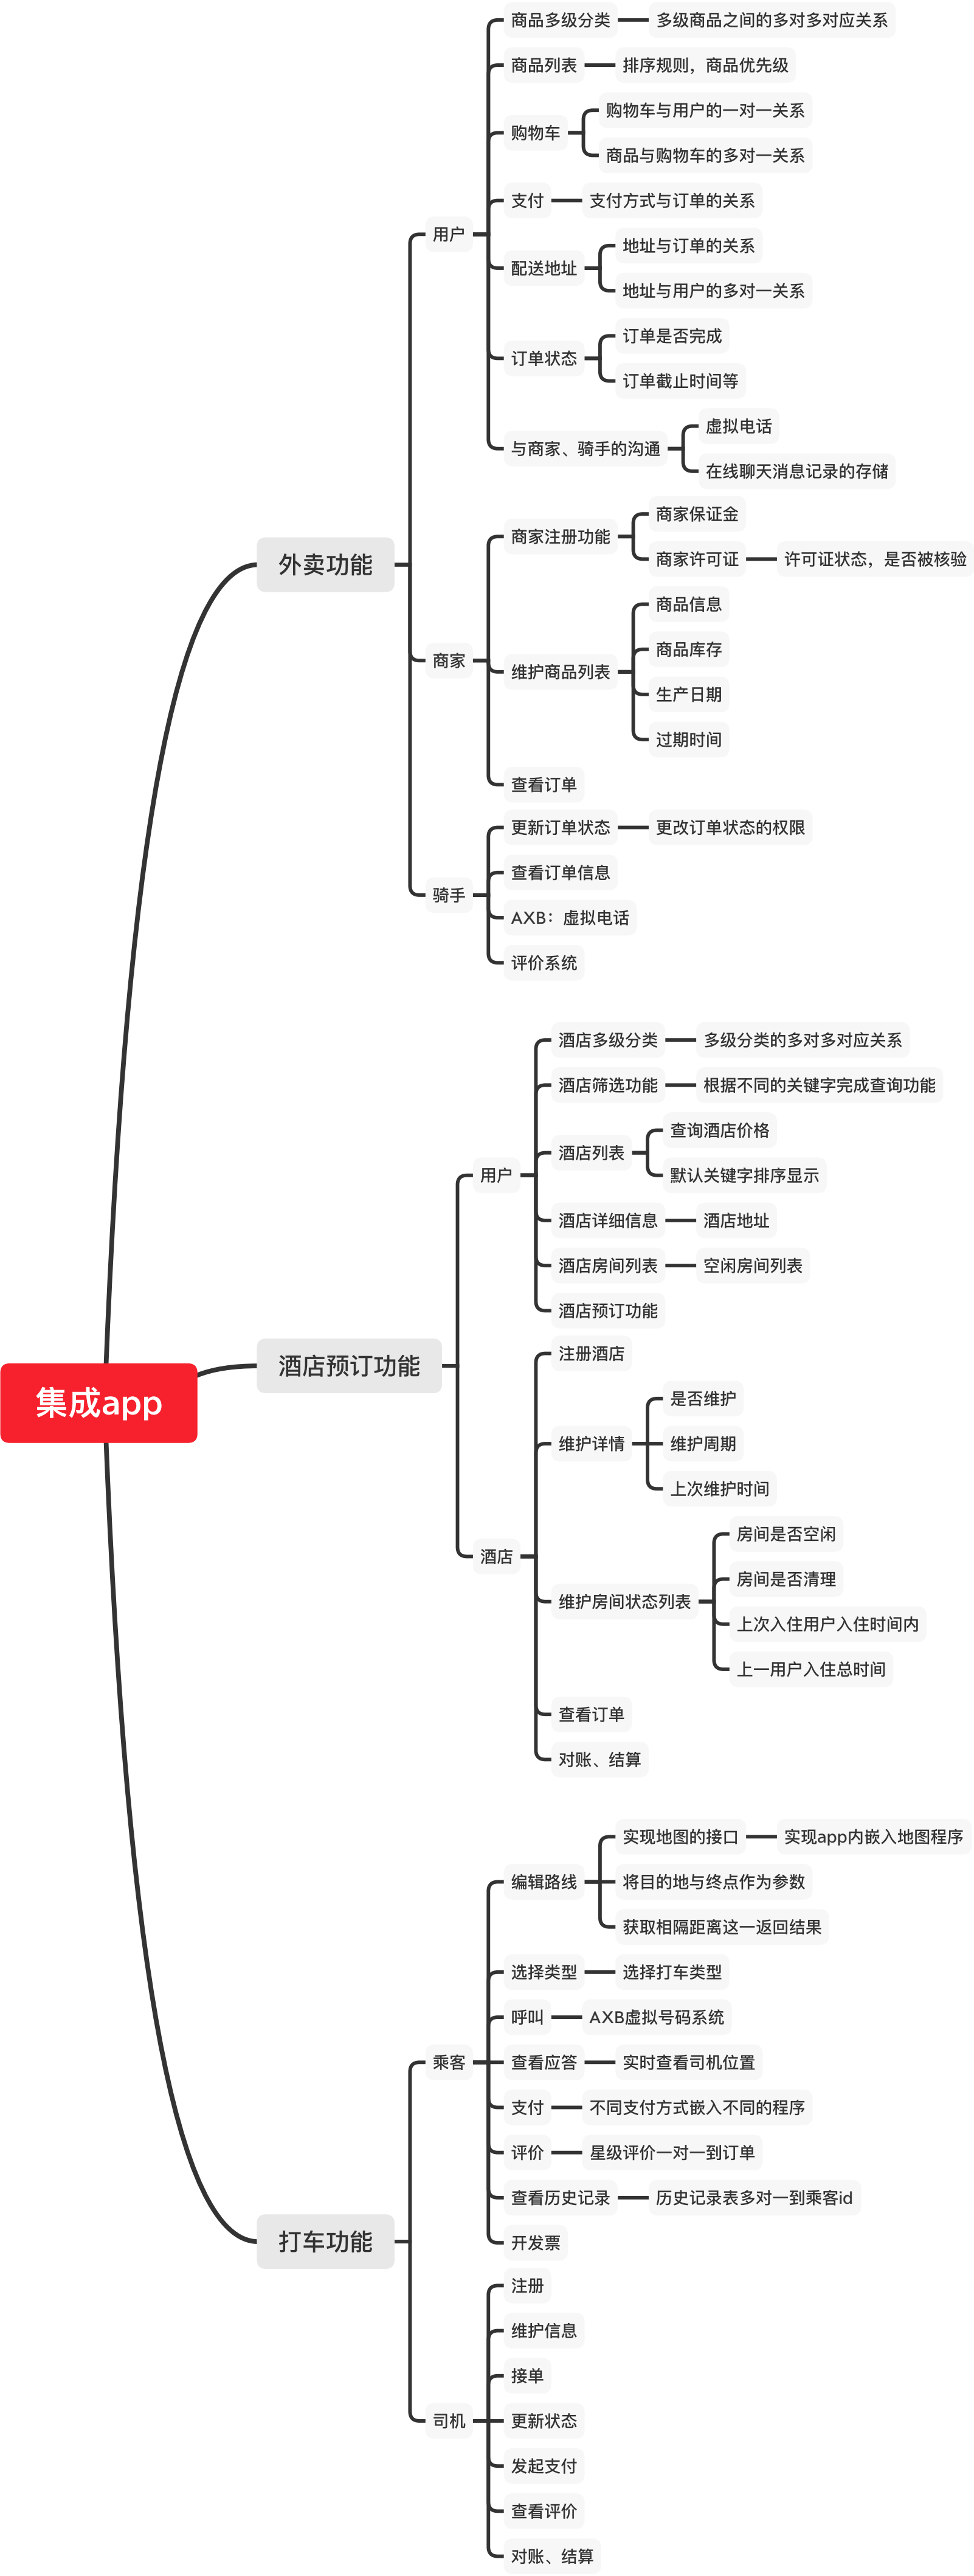 集成app
外卖功能
用户
商品多级分类
多级商品之间的多对多对应关系
商品列表
排序规则，商品优先级
购物车
购物车与用户的一对一关系
商品与购物车的多对一关系
支付
支付方式与订单的关系
配送地址
地址与订单的关系
地址与用户的多对一关系
订单状态
订单是否完成
订单截止时间等
与商家、骑手的沟通
虚拟电话
在线聊天消息记录的存储
商家
商家注册功能
商家保证金
商家许可证
许可证状态，是否被核验
维护商品列表
商品信息
商品库存
生产日期
过期时间
查看订单
骑手
更新订单状态
更改订单状态的权限
查看订单信息
AXB：虚拟电话
评价系统
酒店预订功能
用户
酒店多级分类
多级分类的多对多对应关系
酒店筛选功能
根据不同的关键字完成查询功能
酒店列表
查询酒店价格
默认关键字排序显示
酒店详细信息
酒店地址
酒店房间列表
空闲房间列表
酒店预订功能
酒店
注册酒店
维护详情
是否维护
维护周期
上次维护时间
维护房间状态列表
房间是否空闲
房间是否清理
上次入住用户入住时间内
上一用户入住总时间
查看订单
对账、结算
打车功能
乘客
编辑路线
实现地图的接口
实现app内嵌入地图程序
将目的地与终点作为参数
获取相隔距离这一返回结果
选择类型
选择打车类型
呼叫
AXB虚拟号码系统
查看应答
实时查看司机位置
支付
不同支付方式嵌入不同的程序
评价
星级评价一对一到订单
查看历史记录
历史记录表多对一到乘客id
开发票
司机
注册
维护信息
接单
更新状态
发起支付
查看评价
对账、结算